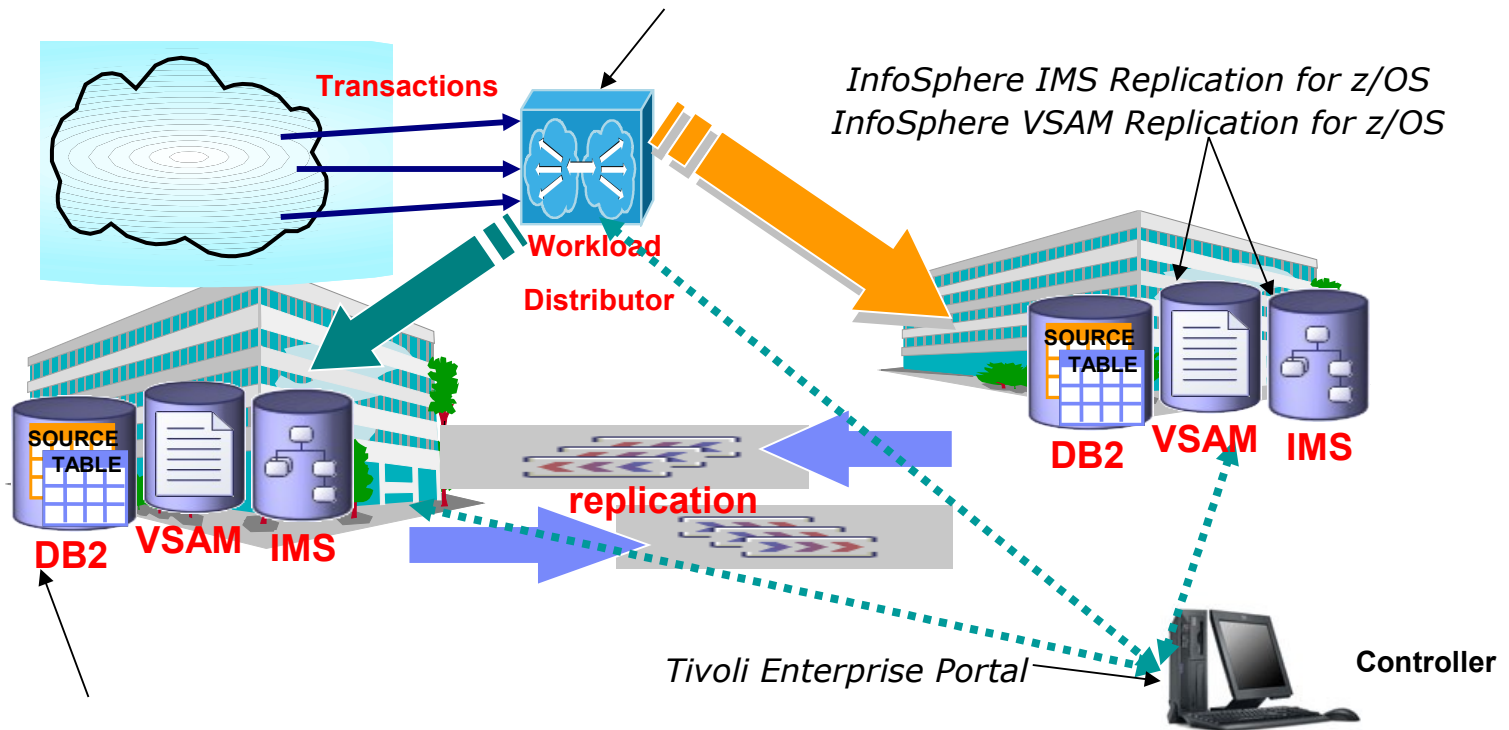 Transactions
InfoSphere IMS Replication for z/OS
InfoSphere VSAM Replication for z/OS
Workload
Distributor
SOURCE
TABLE
DB2
VSAM
IMS
SOURCE
TABLE
DB2
VSAM
IMS
replication
Tivoli Enterprise Portal
Controller